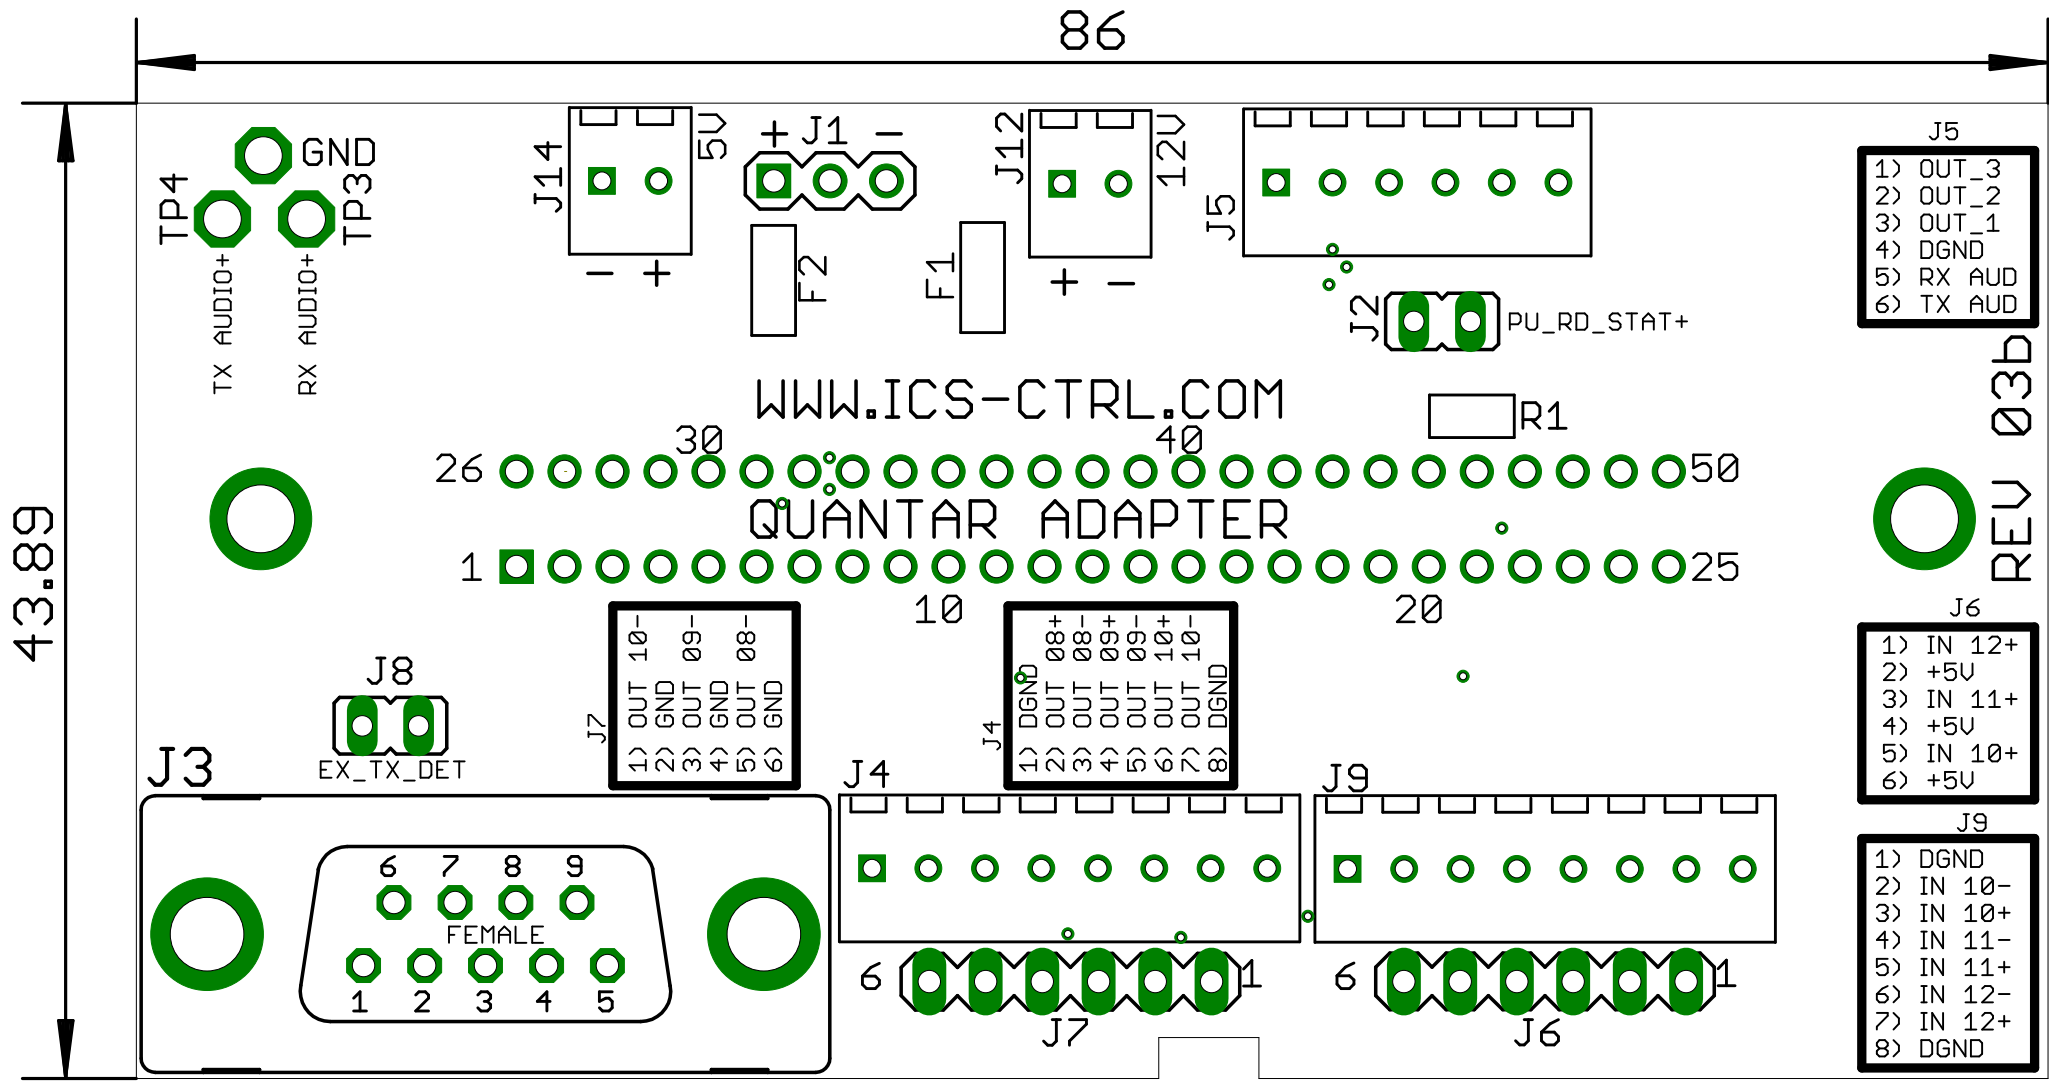 86
43.89
GND
TP4
TP3
TX AUDIO+
RX AUDIO+
J14
5V
- +
+ J1 -
F2
F1
J12
12V
+ -
J5
J2
PU_RD_STAT+
J5
1) OUT_3
2) OUT_2
3) OUT_1
4) DGND
5) RX AUD
6) TX AUD
REV 03b
WWW.ICS-CTRL.COM
R1
26
30
40
50
QUANTAR ADAPTER
1
10
20
25
J7
1) OUT 10-
2) GND
3) OUT 09-
4) GND
5) OUT 08-
6) GND
J4
1) DGND
2) OUT 08+
3) OUT 08-
4) OUT 09+
5) OUT 09-
6) OUT 10+
7) OUT 10-
8) DGND
J6
1) IN 12+
2) +5V
3) IN 11+
4) +5V
5) IN 10+
6) +5V
J8
EX_TX_DET
J3
6 7 8 9
FEMALE
1 2 3 4 5
J4
J9
6 1
J7
6 1
J6
J9
1) DGND
2) IN 10-
3) IN 10+
4) IN 11-
5) IN 11+
6) IN 12-
7) IN 12+
8) DGND